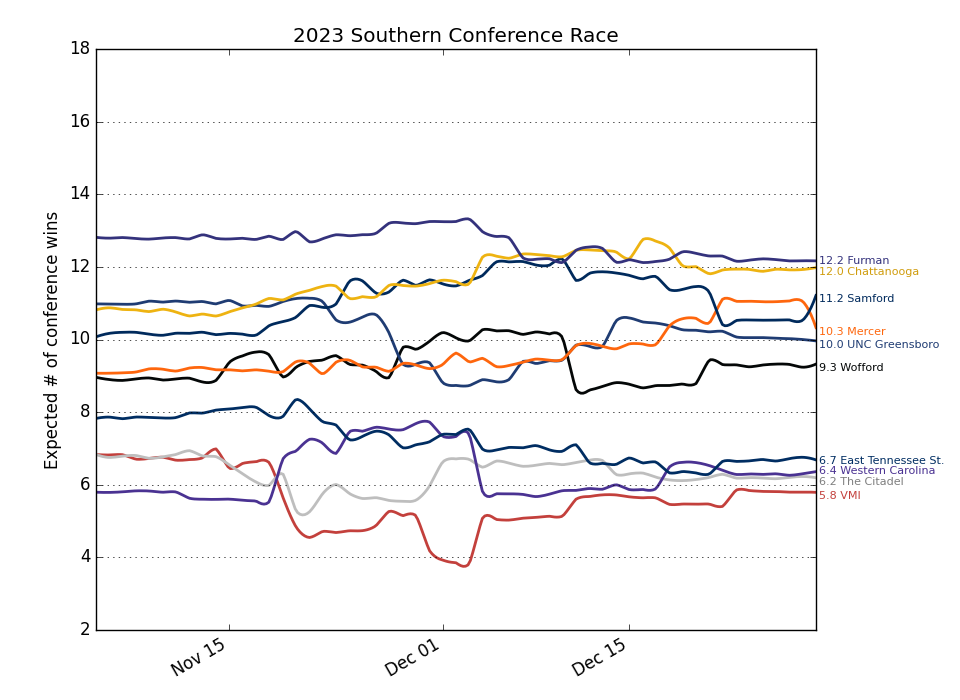 2023 Southern Conference Race
Expected # of conference wins
18
16
14
12
10
8
6
4
2
12.2 Furman
12.0 Chattanooga
11.2 Samford
10.3 Mercer
10.0 UNC Greensboro
9.3 Wofford
6.7 East Tennessee St.
6.4 Western Carolina
6.2 The Citadel
5.8 VMI
Nov 15
Dec 01
Dec 15